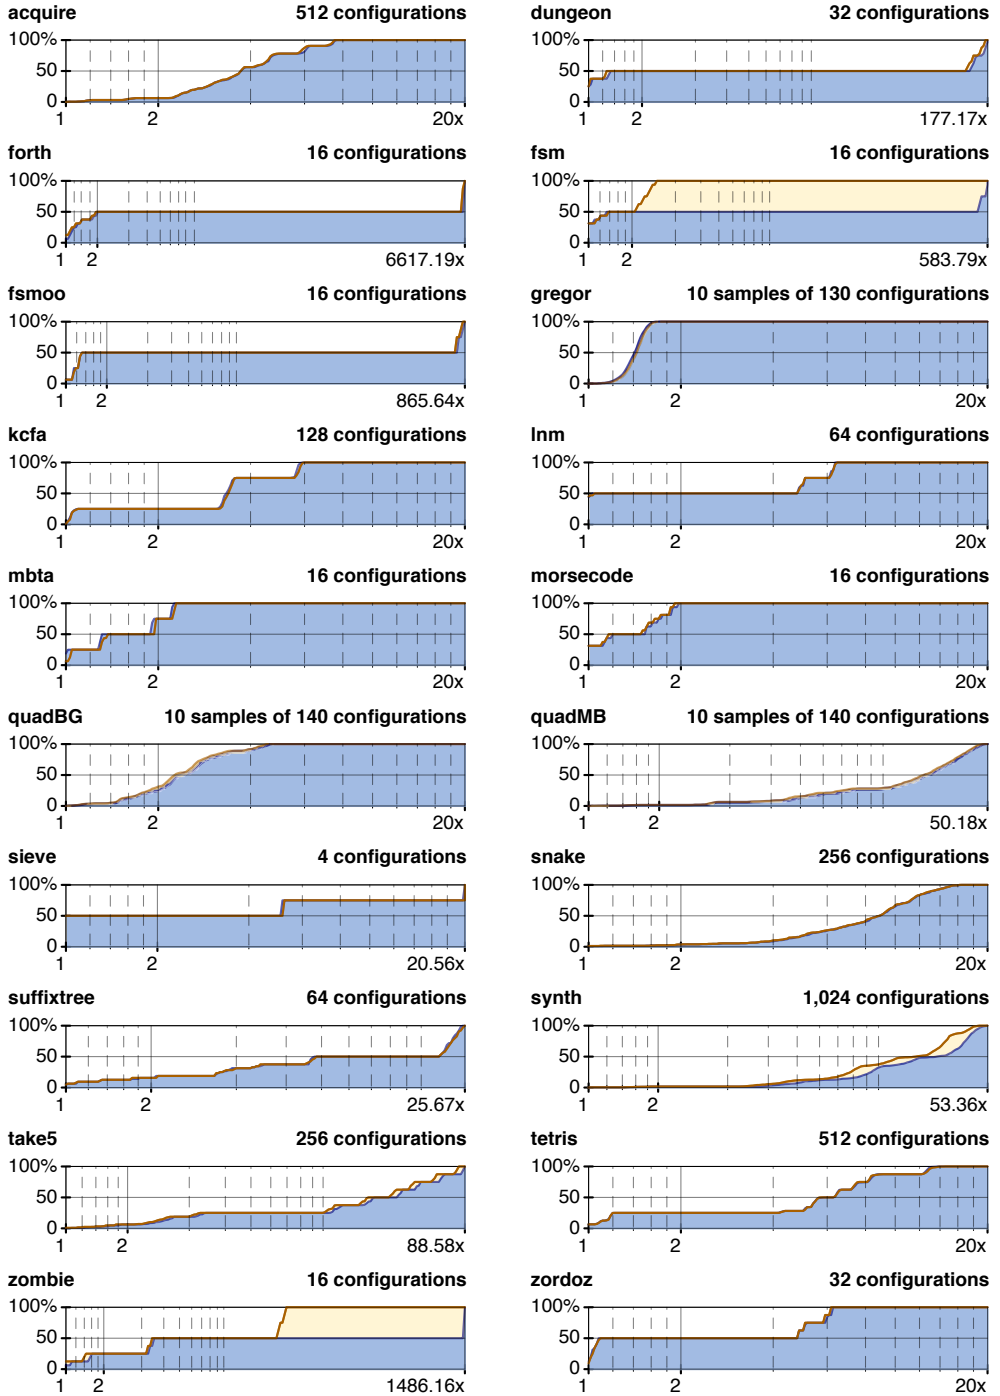 acquire 512 configurations
100%
50
0
1 2 20x
dungeon 32 configurations
100%
50
0
1 2 177.17x
forth 16 configurations
100%
50
0
1 2 6617.19x
fsm 16 configurations
100%
50
0
1 2 583.79x
fsmoo 16 configurations
100%
50
0
1 2 865.64x
gregor 10 samples of 130 configurations
100%
50
0
1 2 20x
kcfa 128 configurations
100%
50
0
1 2 20x
lnm 64 configurations
100%
50
0
1 2 20x
mbta 16 configurations
100%
50
0
1 2 20x
morsecode 16 configurations
100%
50
0
1 2 20x
quadBG 10 samples of 140 configurations
100%
50
0
1 2 20x
quadMB 10 samples of 140 configurations
100%
50
0
1 2 50.18x
sieve 4 configurations
100%
50
0
1 2 20.56x
snake 256 configurations
100%
50
0
1 2 20x
suffixtree 64 configurations
100%
50
0
1 2 25.67x
synth 1,024 configurations
100%
50
0
1 2 53.36x
take5 256 configurations
100%
50
0
1 2 88.58x
tetris 512 configurations
100%
50
0
1 2 20x
zombie 16 configurations
100%
50
0
1 2 1486.16x
zordoz 32 configurations
100%
50
0
1 2 20x